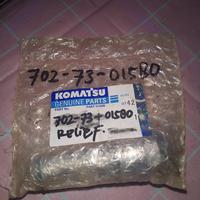 702-73-01580
KOMATSU
GENUINE PARTS
702-73-01580
RELIEF.